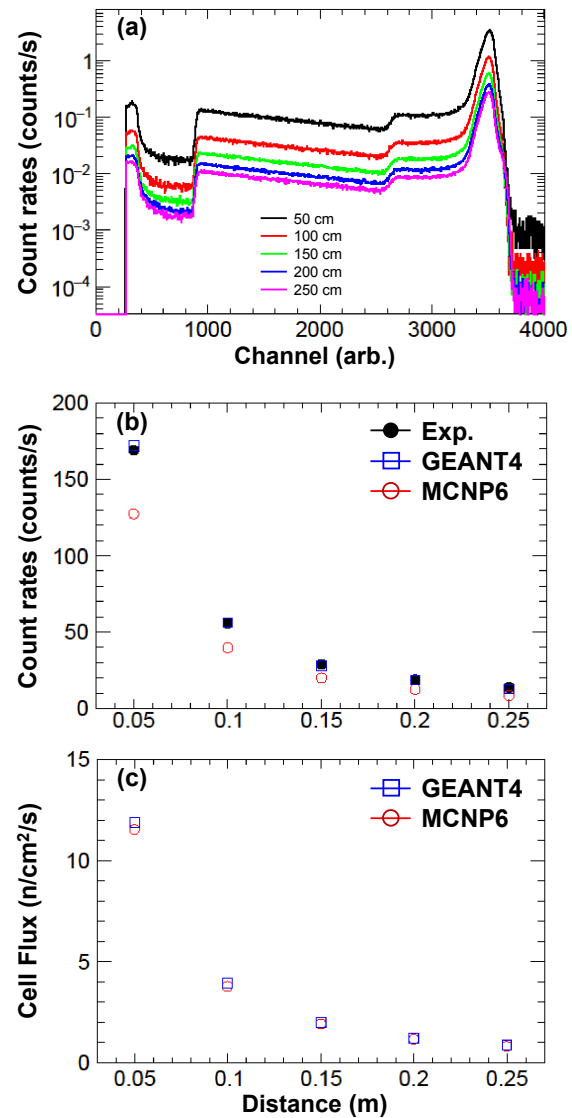 (a)
Count rates (counts/s)
1
10⁻¹
10⁻²
10⁻³
10⁻⁴
50 cm
100 cm
150 cm
200 cm
250 cm
0 1000 2000 3000 4000
Channel (arb.)
(b)
Count rates (counts/s)
200
150
100
50
0
Exp.
GEANT4
MCNP6
0.05 0.1 0.15 0.2 0.25
(c)
Cell Flux (n/cm²/s)
15
10
5
0
GEANT4
MCNP6
0.05 0.1 0.15 0.2 0.25
Distance (m)